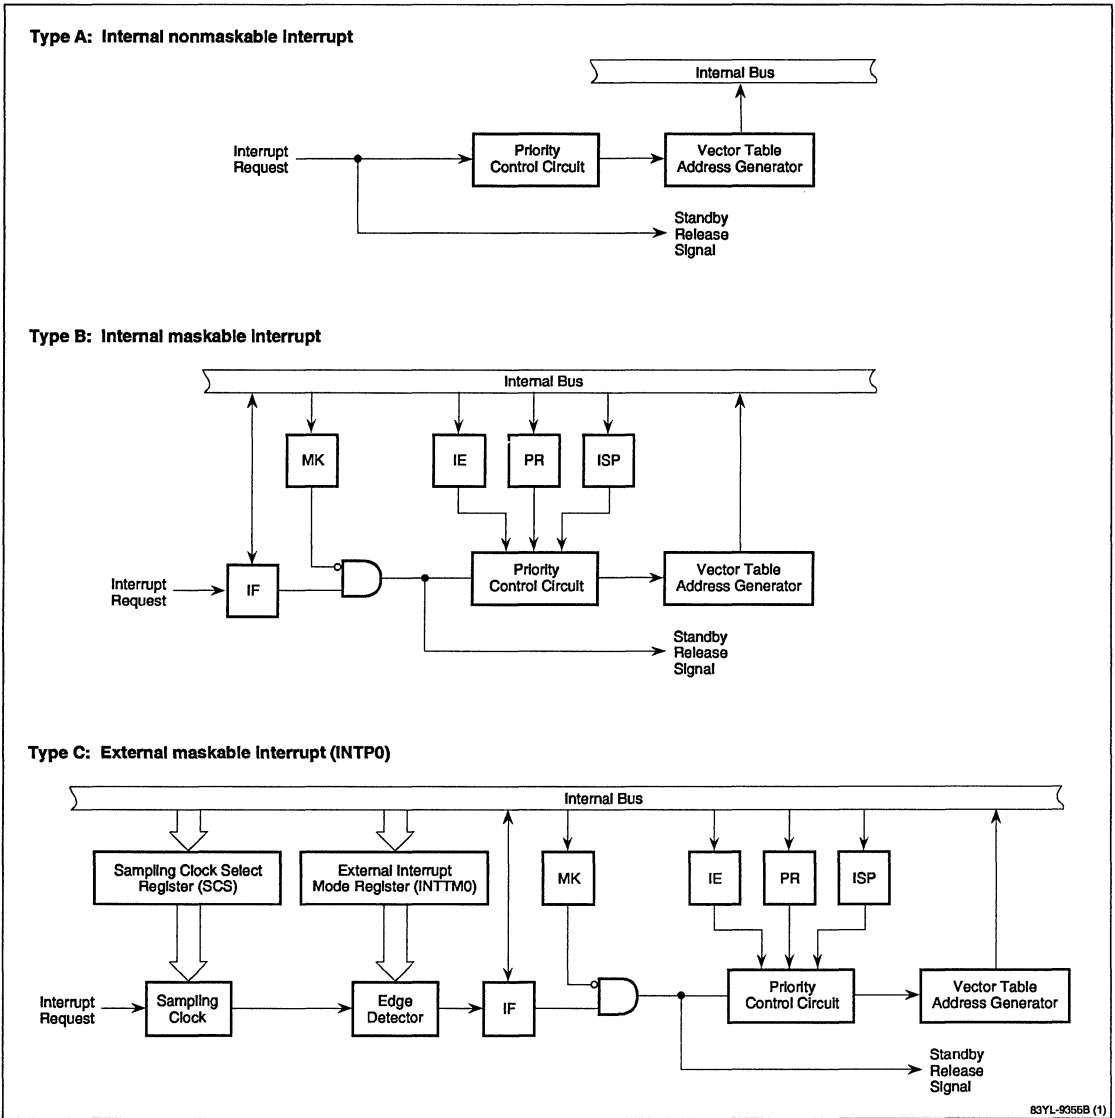 Type A: Internal nonmaskable interrupt
Internal Bus
Interrupt
Request
Priority
Control Circuit
Vector Table
Address Generator
Standby
Release
Signal
Type B: Internal maskable interrupt
Internal Bus
MK
IE
PR
ISP
Interrupt
Request
IF
Priority
Control Circuit
Vector Table
Address Generator
Standby
Release
Signal
Type C: External maskable interrupt (INTP0)
Internal Bus
Sampling Clock Select
Register (SCS)
External Interrupt
Mode Register (INTTM0)
MK
IE
PR
ISP
Interrupt
Request
Sampling
Clock
Edge
Detector
IF
Priority
Control Circuit
Vector Table
Address Generator
Standby
Release
Signal
83YL-9355B (1)